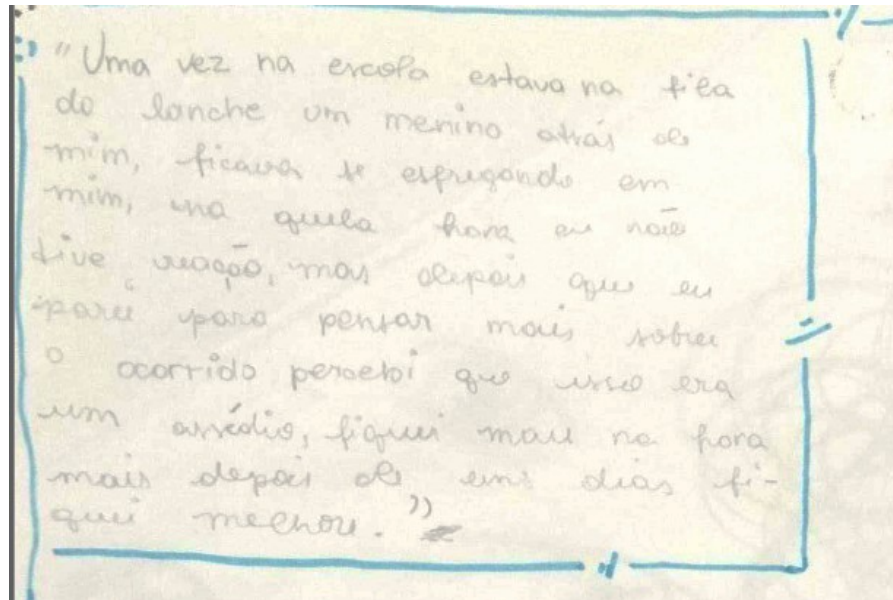 "Uma vez na escola estava na fila
do lanche um menino atrás de
mim, ficava se esfregando em
mim, na quela hora eu não
tive reação, mas depois que eu
parei para pensar mais sobre
o ocorrido percebi que isso era
um assédio, fiquei mau na hora
mais depois de uns dias fi-
quei melhor."